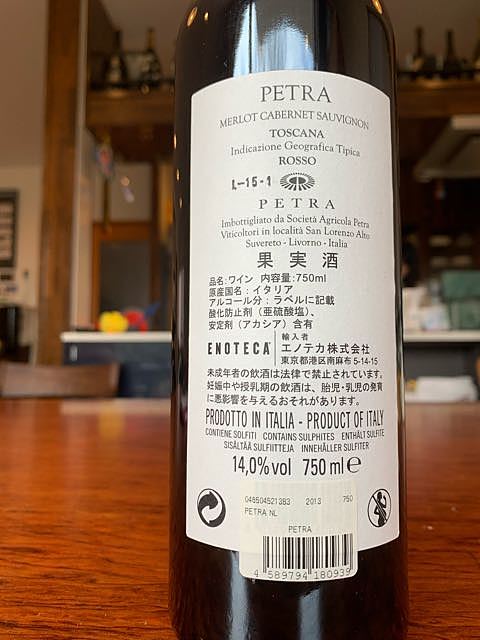 PETRA
MERLOT CABERNET SAUVIGNON
TOSCANA
Indicazione Geografica Tipica
ROSSO
L-15-1
PETRA
Imbottigliato da Società Agricola Petra
Viticoltori in località San Lorenzo Alto
Suvereto - Livorno - Italia
果実酒
品名:ワイン 内容量:750ml
原産国名:イタリア
アルコール分:ラベルに記載
酸化防止剤(亜硫酸塩)、
安定剤(アカシア)含有
ENOTECA 輸入者
エノテカ株式会社
東京都港区南麻布 5-14-15
未成年者の飲酒は法律で禁止されています。
妊娠中や授乳期の飲酒は、胎児・乳児の発育
に悪影響を与えるおそれがあります。
PRODOTTO IN ITALIA - PRODUCT OF ITALY
CONTIENE SOLFITI CONTAINS SULPHITES ENTHÄLT SULFITE
SISÄLTÄÄ SULFIITTEJA INNEHÅLLER SULFITER
14,0% vol 750 ml e
046504521383 2013 750
PETRA NL
PETRA
4 589794 180939